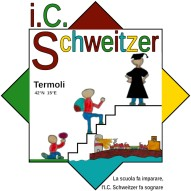 i.C.
Schweitzer
Termoli
42°N 15°E
La scuola fa imparare,
l'I.C. Schweitzer fa sognare